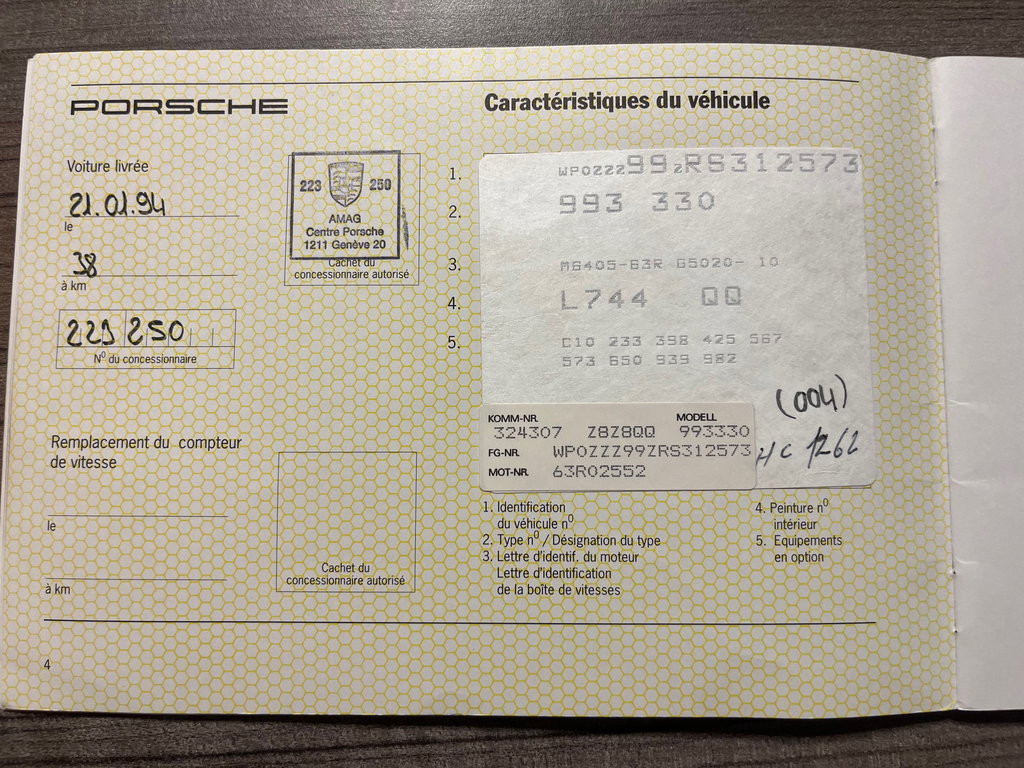 PORSCHE
Caractéristiques du véhicule
Voiture livrée
21.01.94
le
38
à km
223 250
N° du concessionnaire
223 250
AMAG
Centre Porsche
1211 Genève 20
Cachet du
concessionnaire autorisé
1.
2.
3.
4.
5.
WP0ZZZ99ZRS312573
993 330
M6405-63R G5020- 10
L744 QQ
C10 233 398 425 567
573 650 939 982
(004)
KOMM-NR. MODELL
324307 Z8Z8QQ 993330
FG-NR. WP0ZZZ99ZRS312573
MOT-NR. 63R02552
HC 1262
Remplacement du compteur
de vitesse
le
à km
Cachet du
concessionnaire autorisé
1. Identification
du véhicule n°
2. Type n° / Désignation du type
3. Lettre d'identif. du moteur
Lettre d'identification
de la boîte de vitesses
4. Peinture n°
intérieur
5. Equipements
en option
4